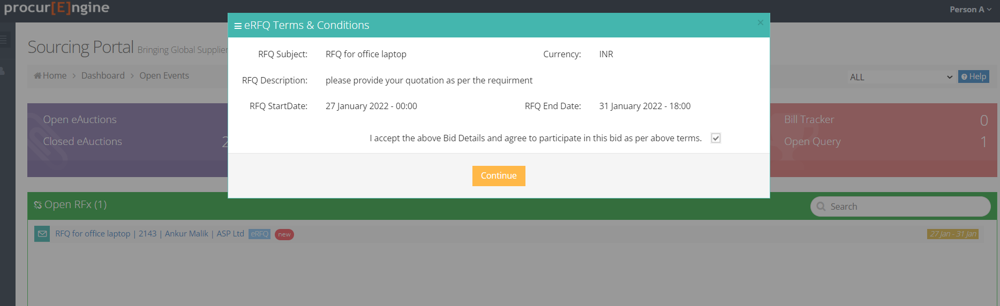 procur[E]ngine
Person A
eRFQ Terms & Conditions
×
RFQ Subject: RFQ for office laptop Currency: INR
RFQ Description: please provide your quotation as per the requirment
RFQ StartDate: 27 January 2022 - 00:00 RFQ End Date: 31 January 2022 - 18:00
I accept the above Bid Details and agree to participate in this bid as per above terms.
Continue
Sourcing Portal Bringing Global Supplier
Home > Dashboard > Open Events
ALL
Help
Open eAuctions
Closed eAuctions 2
Bill Tracker 0
Open Query 1
Open RFx (1)
Search
RFQ for office laptop | 2143 | Ankur Malik | ASP Ltd eRFQ new
27 Jan - 31 Jan